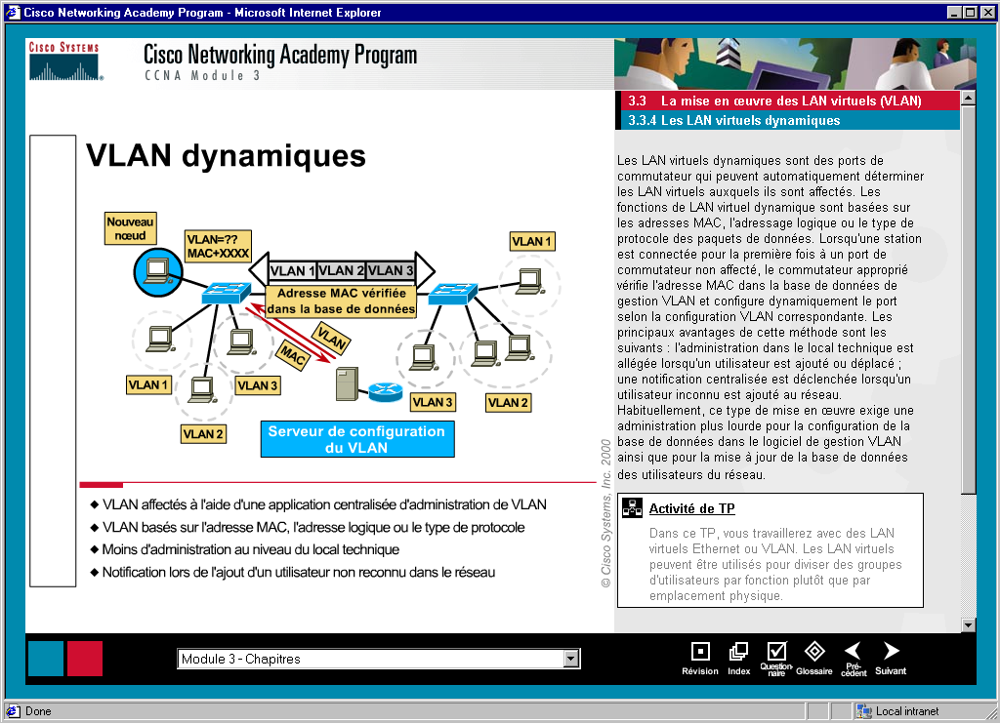 Cisco Networking Academy Program - Microsoft Internet Explorer
CISCO SYSTEMS
Cisco Networking Academy Program
CCNA Module 3
3.3 La mise en œuvre des LAN virtuels (VLAN)
3.3.4 Les LAN virtuels dynamiques
VLAN dynamiques
Nouveau
nœud
VLAN=??
MAC+XXXX
VLAN 1 VLAN 2 VLAN 3
Adresse MAC vérifiée
dans la base de données
VLAN 1
VLAN
MAC
VLAN 1
VLAN 3
VLAN 2
VLAN 3
VLAN 2
Serveur de configuration
du VLAN
VLAN affectés à l'aide d'une application centralisée d'administration de VLAN
VLAN basés sur l'adresse MAC, l'adresse logique ou le type de protocole
Moins d'administration au niveau du local technique
Notification lors de l'ajout d'un utilisateur non reconnu dans le réseau
© Cisco Systems, Inc. 2000
Les LAN virtuels dynamiques sont des ports de
commutateur qui peuvent automatiquement déterminer
les LAN virtuels auxquels ils sont affectés. Les
fonctions de LAN virtuel dynamique sont basées sur
les adresses MAC, l'adressage logique ou le type de
protocole des paquets de données. Lorsqu'une station
est connectée pour la première fois à un port de
commutateur non affecté, le commutateur approprié
vérifie l'adresse MAC dans la base de données de
gestion VLAN et configure dynamiquement le port
selon la configuration VLAN correspondante. Les
principaux avantages de cette méthode sont les
suivants : l'administration dans le local technique est
allégée lorsqu'un utilisateur est ajouté ou déplacé ;
une notification centralisée est déclenchée lorsqu'un
utilisateur inconnu est ajouté au réseau.
Habituellement, ce type de mise en œuvre exige une
administration plus lourde pour la configuration de la
base de données dans le logiciel de gestion VLAN
ainsi que pour la mise à jour de la base de données
des utilisateurs du réseau.
Activité de TP
Dans ce TP, vous travaillerez avec des LAN
virtuels Ethernet ou VLAN. Les LAN virtuels
peuvent être utilisés pour diviser des groupes
d'utilisateurs par fonction plutôt que par
emplacement physique.
Module 3 - Chapitres
Révision
Index
Question-
naire
Glossaire
Pré-
cédent
Suivant
Done
Local intranet